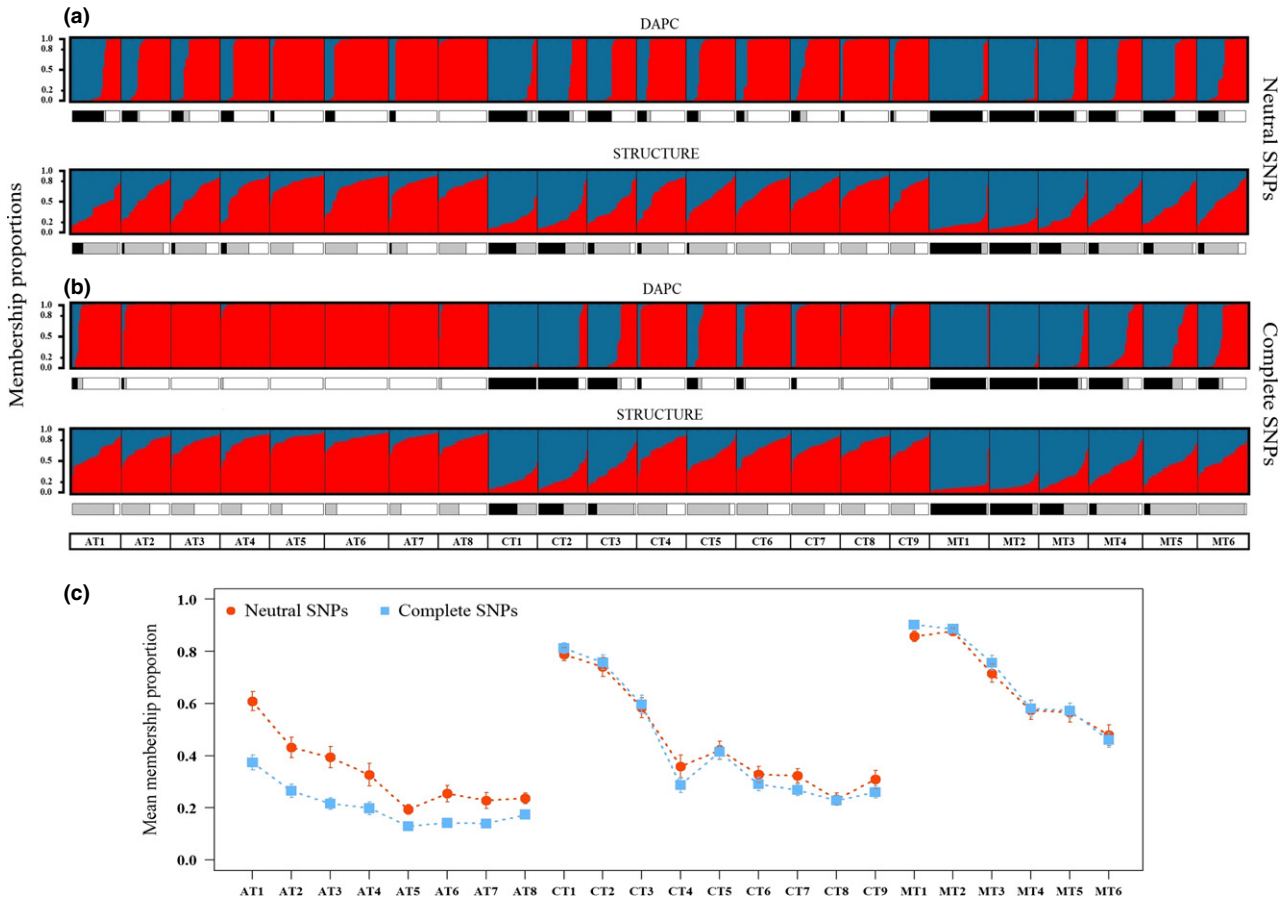 (a)
DAPC
1.0
0.8
0.5
0.2
0.0
STRUCTURE
1.0
0.8
0.5
0.2
0.0
Neutral SNPs
Membership proportions
(b)
DAPC
1.0
0.8
0.5
0.2
0.0
STRUCTURE
1.0
0.8
0.5
0.2
0.0
Complete SNPs
AT1 AT2 AT3 AT4 AT5 AT6 AT7 AT8 CT1 CT2 CT3 CT4 CT5 CT6 CT7 CT8 CT9 MT1 MT2 MT3 MT4 MT5 MT6
(c)
Neutral SNPs Complete SNPs
Mean membership proportion
1.0
0.8
0.6
0.4
0.2
0.0
AT1 AT2 AT3 AT4 AT5 AT6 AT7 AT8 CT1 CT2 CT3 CT4 CT5 CT6 CT7 CT8 CT9 MT1 MT2 MT3 MT4 MT5 MT6